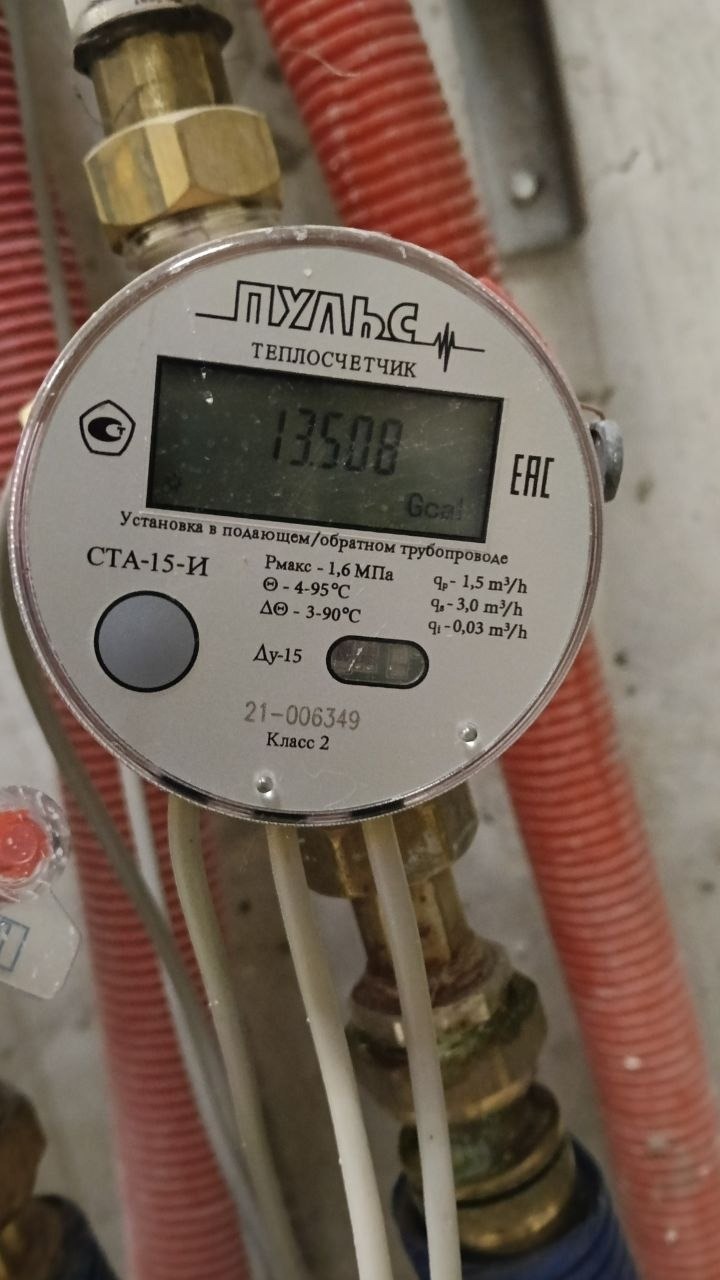 ПУЛЬС
ТЕПЛОСЧЕТЧИК
13.508
Gcal
ЕАС
Установка в подающем/обратном трубопроводе
СТА-15-И
Рмакс - 1,6 МПа
Θ - 4-95°C
ΔΘ - 3-90°C
qp - 1,5 m³/h
qs - 3,0 m³/h
qi - 0,03 m³/h
Ду-15
21-006349
Класс 2